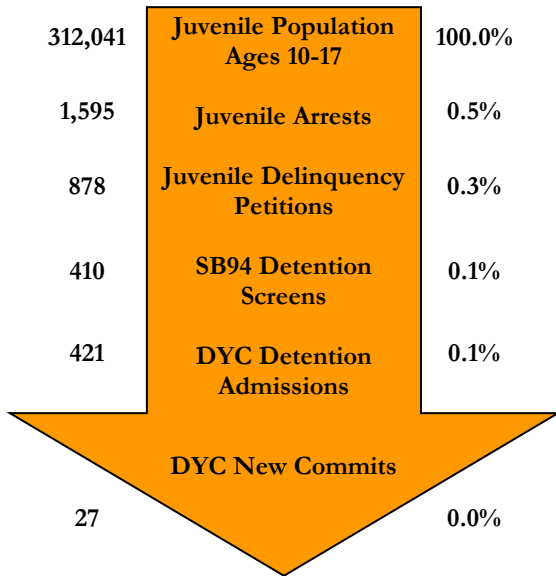 312,041 Juvenile Population Ages 10-17 100.0%
1,595 Juvenile Arrests 0.5%
878 Juvenile Delinquency Petitions 0.3%
410 SB94 Detention Screens 0.1%
421 DYC Detention Admissions 0.1%
DYC New Commits
27 0.0%